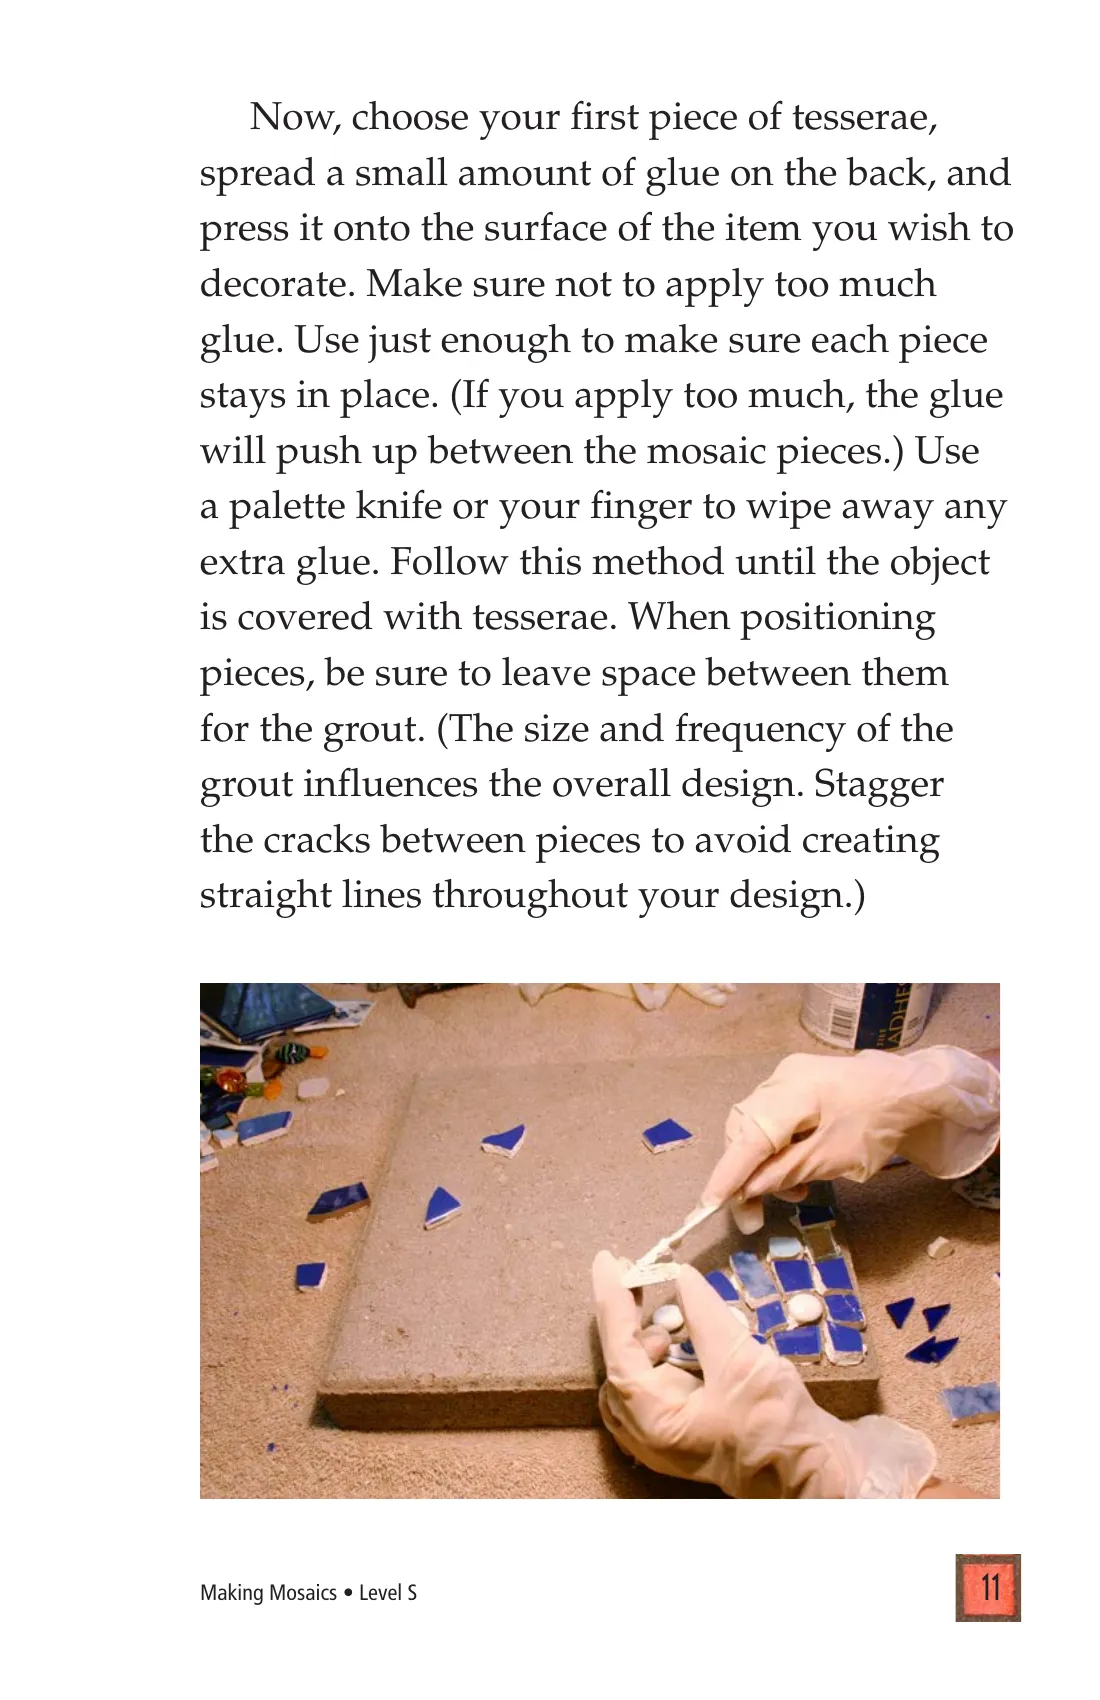 Now, choose your first piece of tesserae,
spread a small amount of glue on the back, and
press it onto the surface of the item you wish to
decorate. Make sure not to apply too much
glue. Use just enough to make sure each piece
stays in place. (If you apply too much, the glue
will push up between the mosaic pieces.) Use
a palette knife or your finger to wipe away any
extra glue. Follow this method until the object
is covered with tesserae. When positioning
pieces, be sure to leave space between them
for the grout. (The size and frequency of the
grout influences the overall design. Stagger
the cracks between pieces to avoid creating
straight lines throughout your design.)
THE
ADHES
Making Mosaics • Level S
11